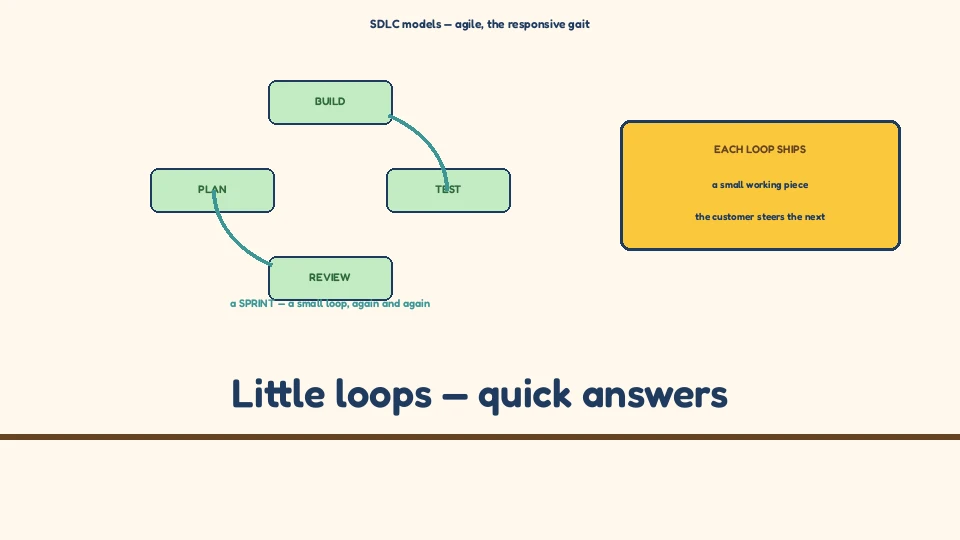 SDLC models — agile, the responsive gait
BUILD
PLAN
TEST
REVIEW
a SPRINT — a small loop, again and again
EACH LOOP SHIPS
a small working piece
the customer steers the next
Little loops — quick answers